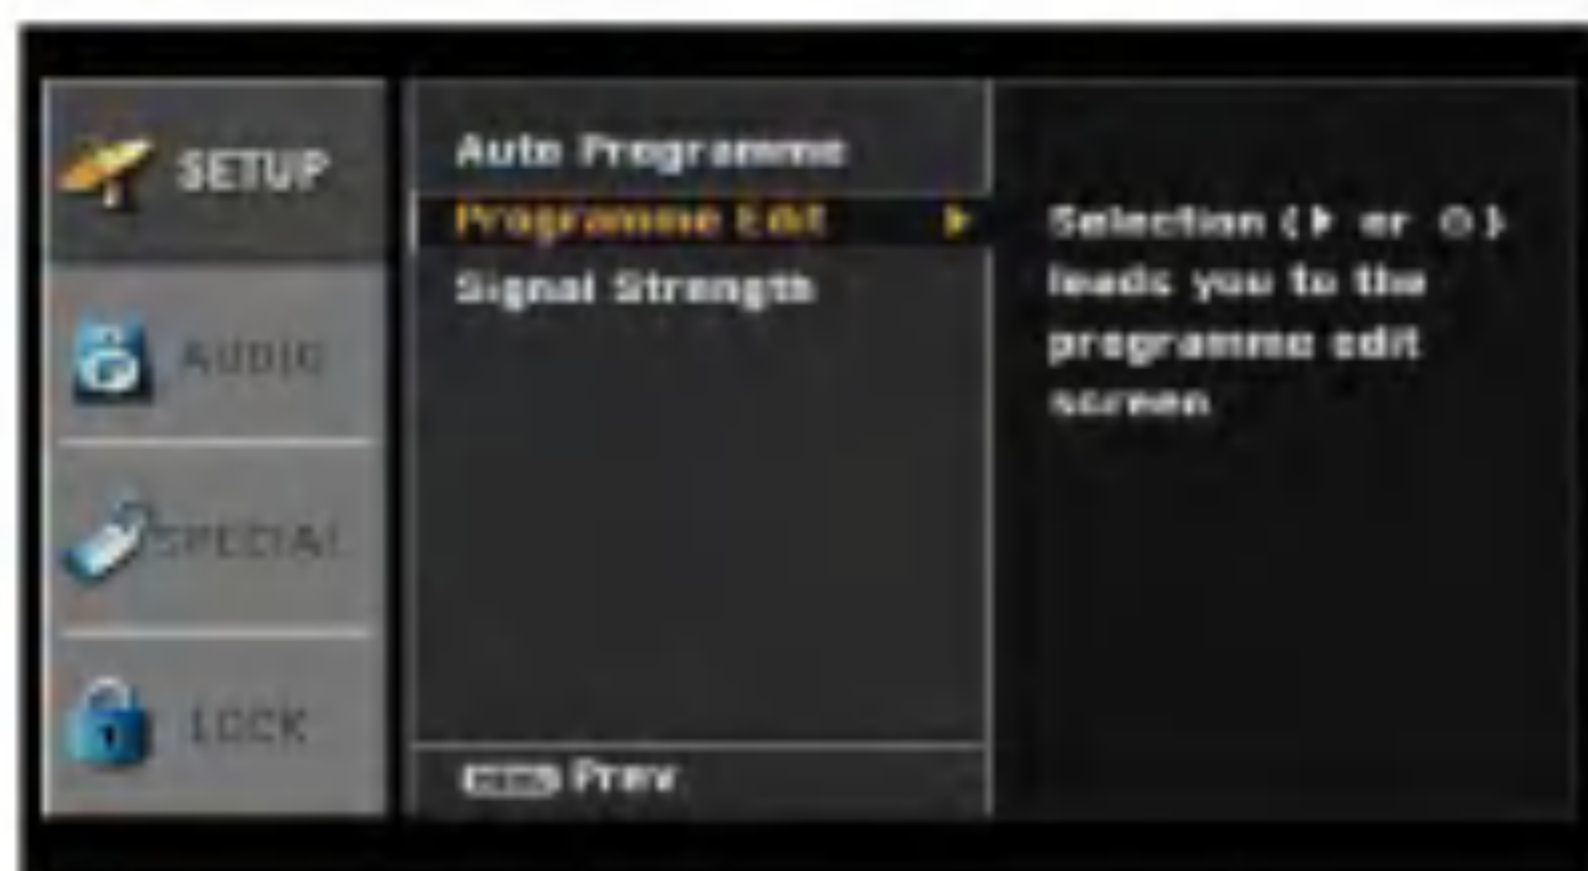 SETUP
AUDIO
SPECIAL
LOCK
Auto Programme
Programme Edit ▶
Signal Strength
MENU Prev.
Selection (▶ or ⊙)
leads you to the
programme edit
screen